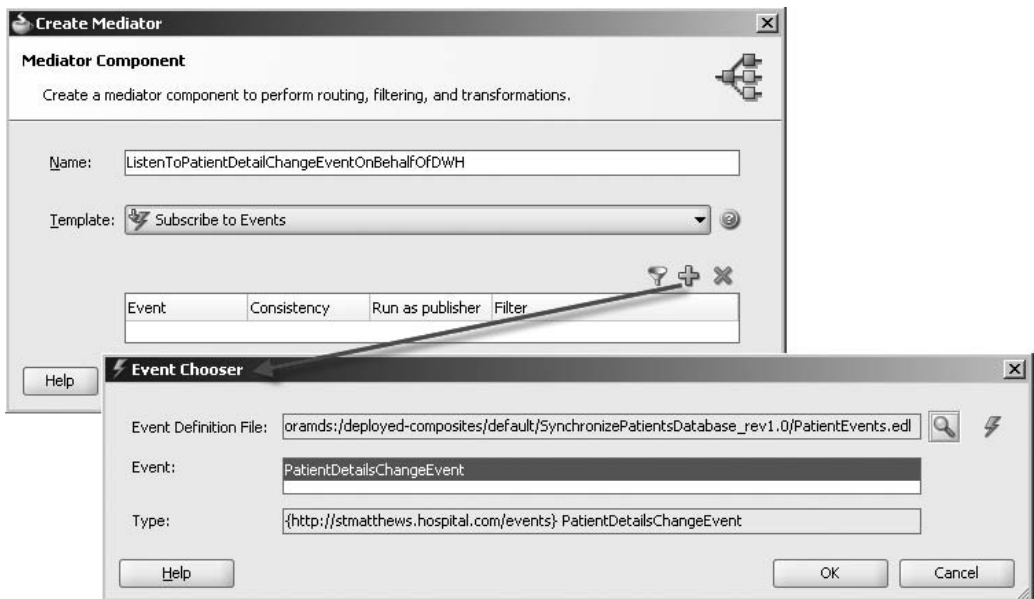 Create Mediator
Mediator Component
Create a mediator component to perform routing, filtering, and transformations.
Name: ListenToPatientDetailChangeEventOnBehalfOfDWH
Template: Subscribe to Events
Event Consistency Run as publisher Filter
Help
Event Chooser
Event Definition File: oramds:/deployed-composites/default/SynchronizePatientsDatabase_rev1.0/PatientEvents.edl
Event: PatientDetailsChangeEvent
Type: {http://stmatthews.hospital.com/events} PatientDetailsChangeEvent
Help OK Cancel